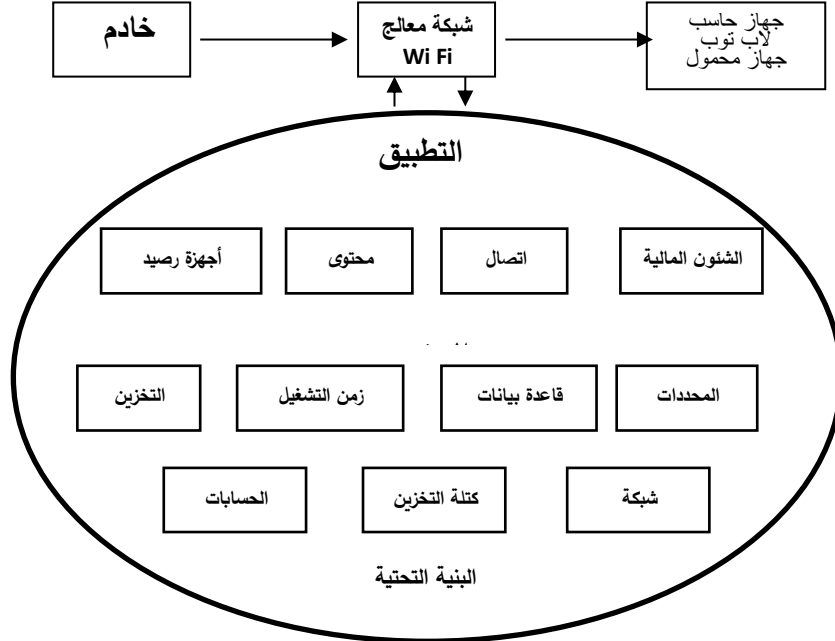 خادم
شبكة معالج
Wi Fi
جهاز حاسب
لاب توب
جهاز محمول
التطبيق
الشئون المالية
اتصال
محتوى
أجهزة رصيد
المحددات
قاعدة بيانات
زمن التشغيل
التخزين
شبكة
كتلة التخزين
الحسابات
البنية التحتية